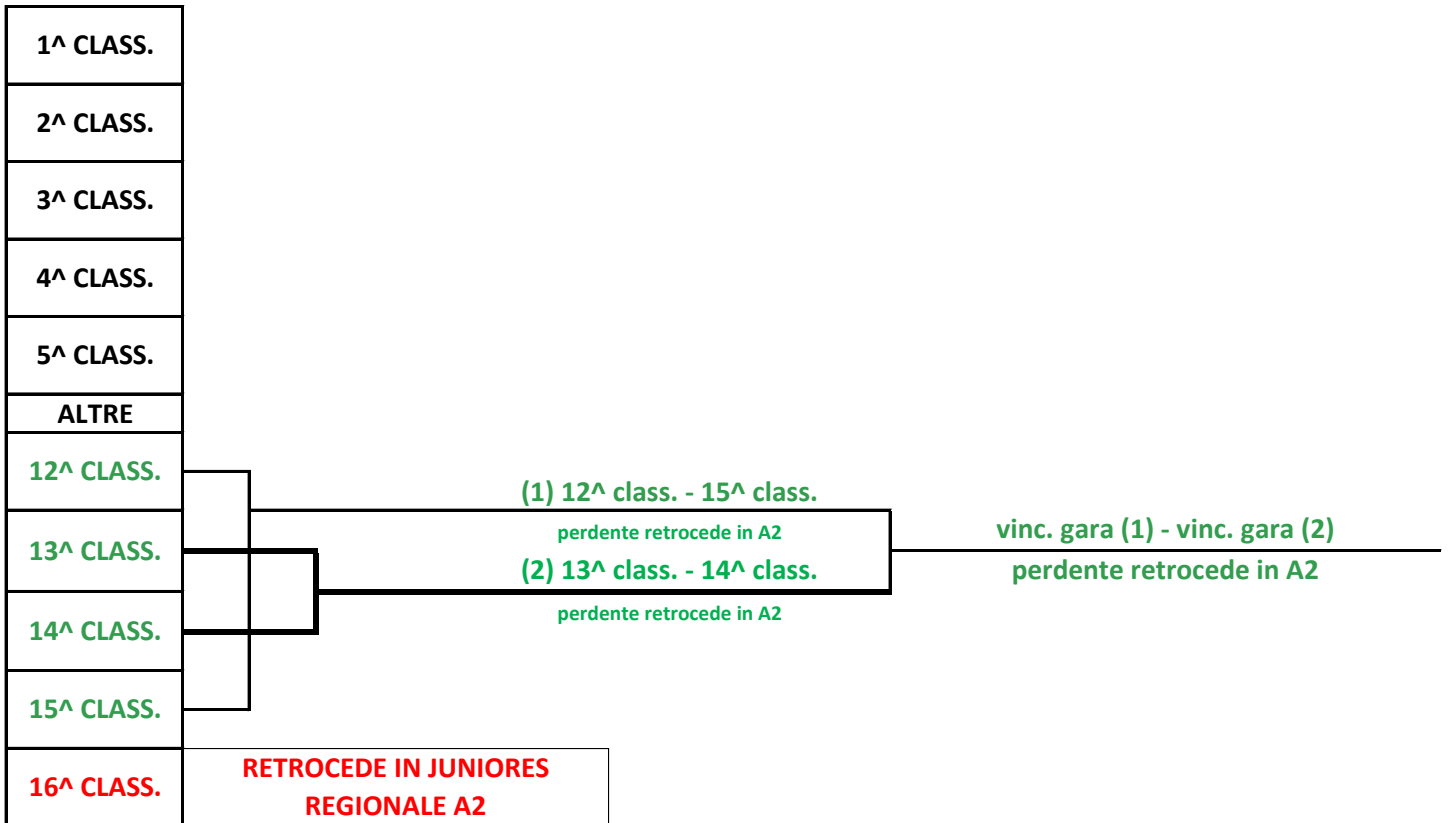 1^ CLASS.
2^ CLASS.
3^ CLASS.
4^ CLASS.
5^ CLASS.
ALTRE
12^ CLASS.
13^ CLASS.
14^ CLASS.
15^ CLASS.
16^ CLASS.
(1) 12^ class. - 15^ class.
perdente retrocede in A2
(2) 13^ class. - 14^ class.
perdente retrocede in A2
vinc. gara (1) - vinc. gara (2)
perdente retrocede in A2
RETROCEDE IN JUNIORES
REGIONALE A2